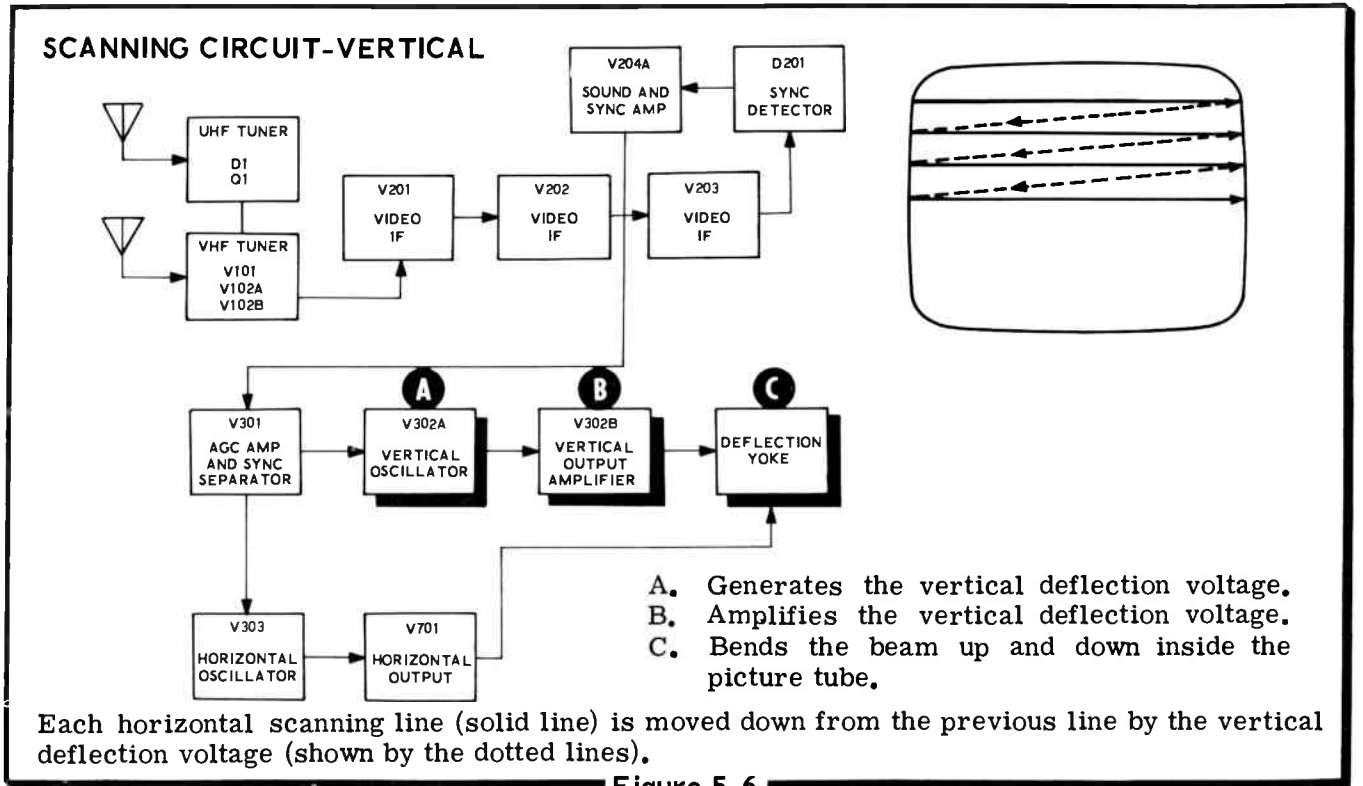 SCANNING CIRCUIT-VERTICAL
V204A
SOUND AND
SYNC AMP
D201
SYNC
DETECTOR
UHF TUNER
D1
Q1
VHF TUNER
V101
V102A
V102B
V201
VIDEO
IF
V202
VIDEO
IF
V203
VIDEO
IF
A
B
C
V301
AGC AMP
AND SYNC
SEPARATOR
V302A
VERTICAL
OSCILLATOR
V302B
VERTICAL
OUTPUT
AMPLIFIER
DEFLECTION
YOKE
V303
HORIZONTAL
OSCILLATOR
V701
HORIZONTAL
OUTPUT
A. Generates the vertical deflection voltage.
B. Amplifies the vertical deflection voltage.
C. Bends the beam up and down inside the
picture tube.
Each horizontal scanning line (solid line) is moved down from the previous line by the vertical
deflection voltage (shown by the dotted lines).
Figure 5-6